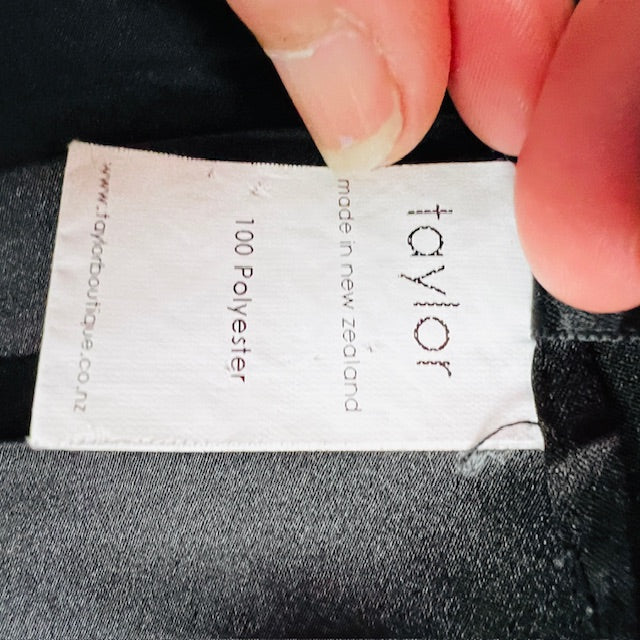 taylor
made in new zealand
100 Polyester
www.taylorboutique.co.nz